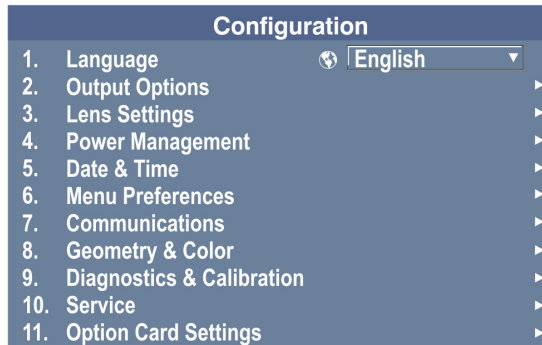 Configuration
1. Language English
2. Output Options
3. Lens Settings
4. Power Management
5. Date & Time
6. Menu Preferences
7. Communications
8. Geometry & Color
9. Diagnostics & Calibration
10. Service
11. Option Card Settings